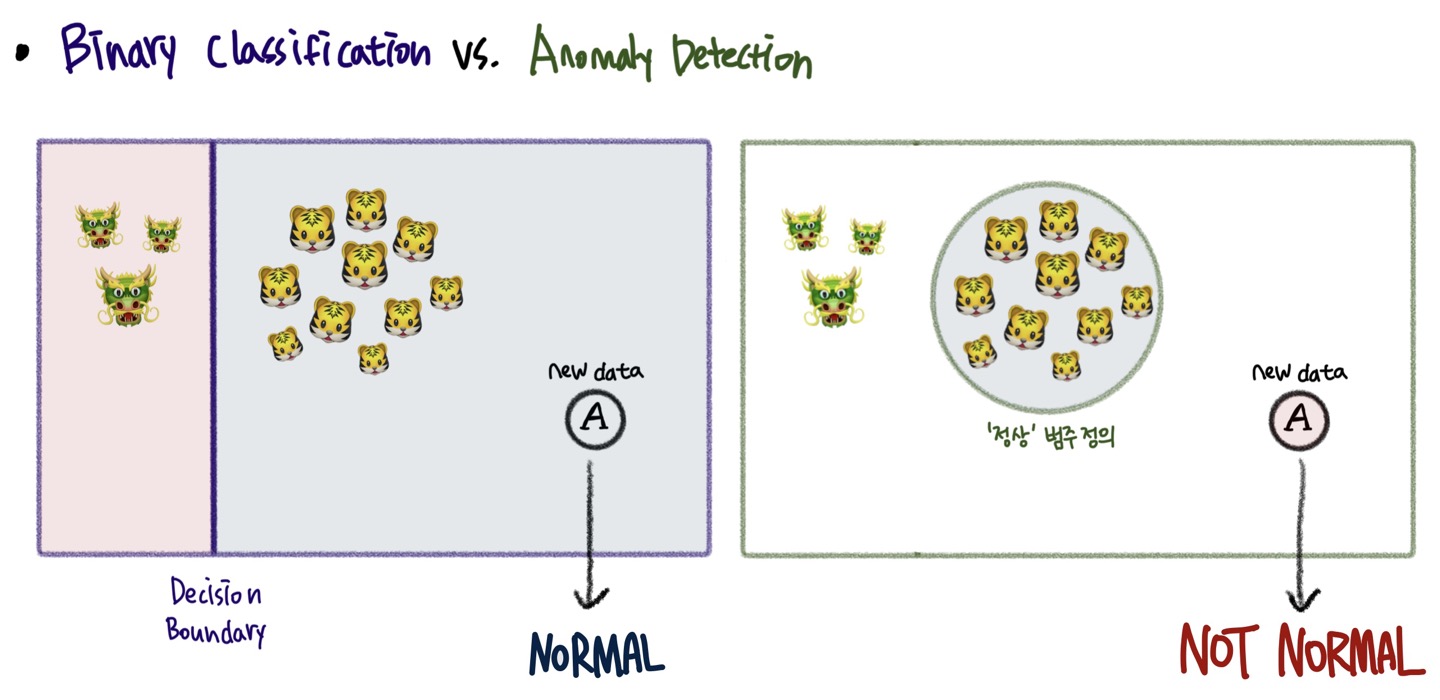 • Binary Classification vs. Anomaly Detection
new data
A
Decision
Boundary
NORMAL
new data
A
'정상' 범주 정의
NOT NORMAL